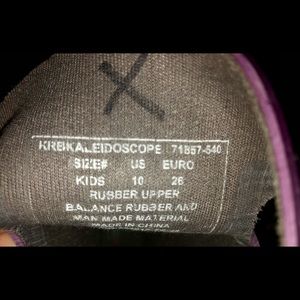 KRBKALEIDOSCOPE 71857-540
SIZE# US EURO
KIDS 10 26
RUBBER UPPER
BALANCE RUBBER AND
MAN MADE MATERIAL
MADE IN CHINA